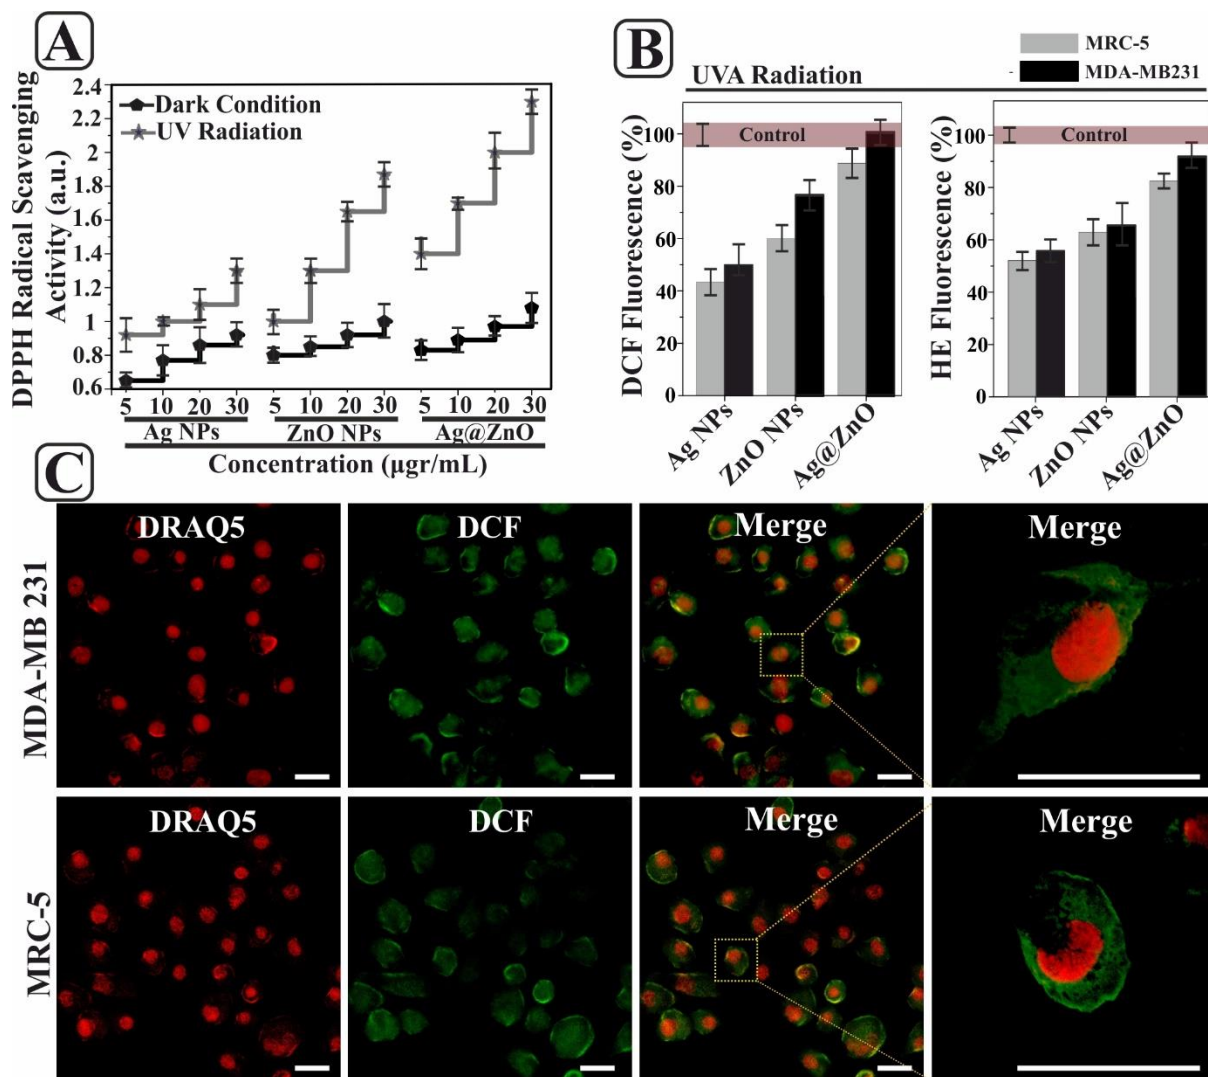 A
DPPH Radical Scavenging
Activity (a.u.)
2.4
2.2
2
1.8
1.6
1.4
1.2
1
0.8
0.6
Dark Condition
UV Radiation
5 10 20 30 5 10 20 30 5 10 20 30
Ag NPs ZnO NPs Ag@ZnO
Concentration (µgr/mL)
B
MRC-5
MDA-MB231
UVA Radiation
DCF Fluorescence (%)
100
80
60
40
20
0
Control
Ag NPs
ZnO NPs
Ag@ZnO
HE Fluorescence (%)
100
80
60
40
20
0
Control
Ag NPs
ZnO NPs
Ag@ZnO
C
MDA-MB 231
DRAQ5 DCF Merge Merge
MRC-5
DRAQ5 DCF Merge Merge